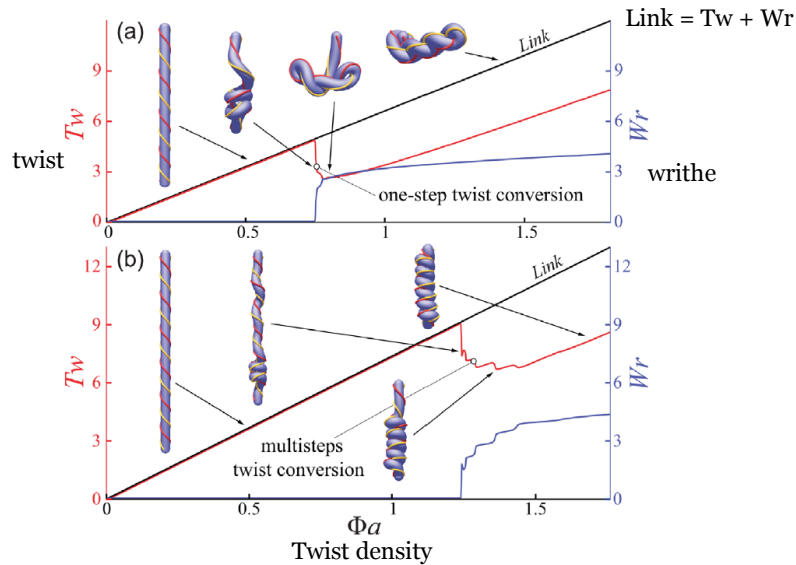 Link = Tw + Wr
(a)
Link
9
6
3
0
Tw
twist
9
6
3
0
Wr
writhe
one-step twist conversion
0
0.5
1
1.5
(b)
Link
12
9
6
3
0
Tw
12
9
6
3
0
Wr
multisteps
twist conversion
0
0.5
1
1.5
Φa
Twist density